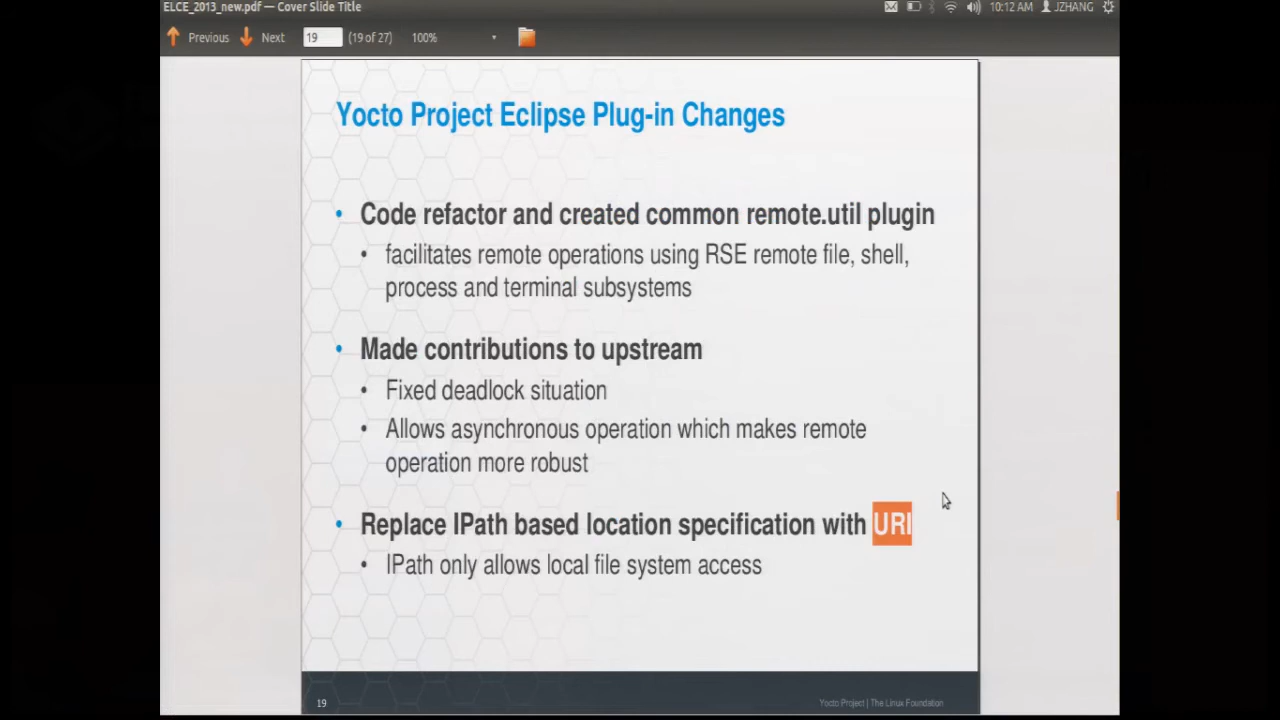 ELCE_2013_new.pdf — Cover Slide Title
10:12 AM JZHANG
Previous Next 19 (19 of 27) 100%
Yocto Project Eclipse Plug-in Changes
• Code refactor and created common remote.util plugin
• facilitates remote operations using RSE remote file, shell,
process and terminal subsystems
• Made contributions to upstream
• Fixed deadlock situation
• Allows asynchronous operation which makes remote
operation more robust
• Replace IPath based location specification with URI
• IPath only allows local file system access
19
Yocto Project | The Linux Foundation